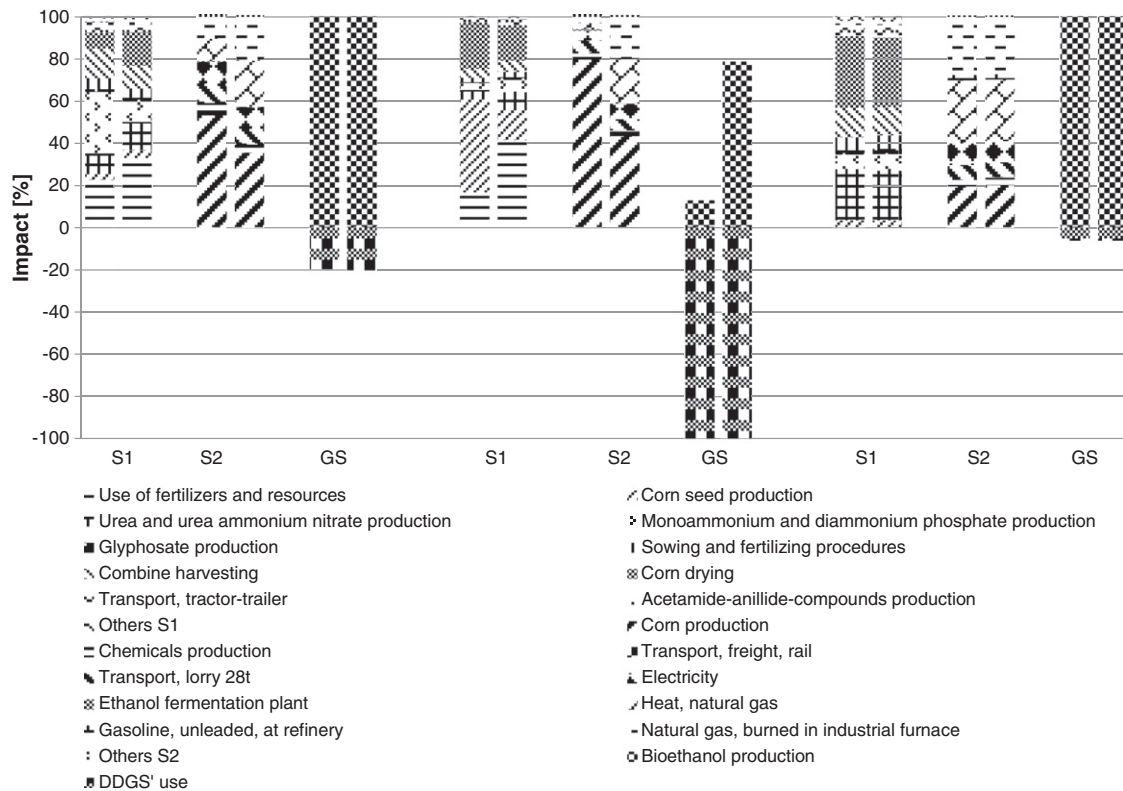 100
80
60
40
20
0
-20
-40
-60
-80
-100
Impact [%]
S1 S2 GS S1 S2 GS S1 S2 GS
Use of fertilizers and resources
Corn seed production
Urea and urea ammonium nitrate production
Monoammonium and diammonium phosphate production
Glyphosate production
Sowing and fertilizing procedures
Combine harvesting
Corn drying
Transport, tractor-trailer
Acetamide-anillide-compounds production
Others S1
Corn production
Chemicals production
Transport, freight, rail
Transport, lorry 28t
Electricity
Ethanol fermentation plant
Heat, natural gas
Gasoline, unleaded, at refinery
Natural gas, burned in industrial furnace
Others S2
Bioethanol production
DDGS' use